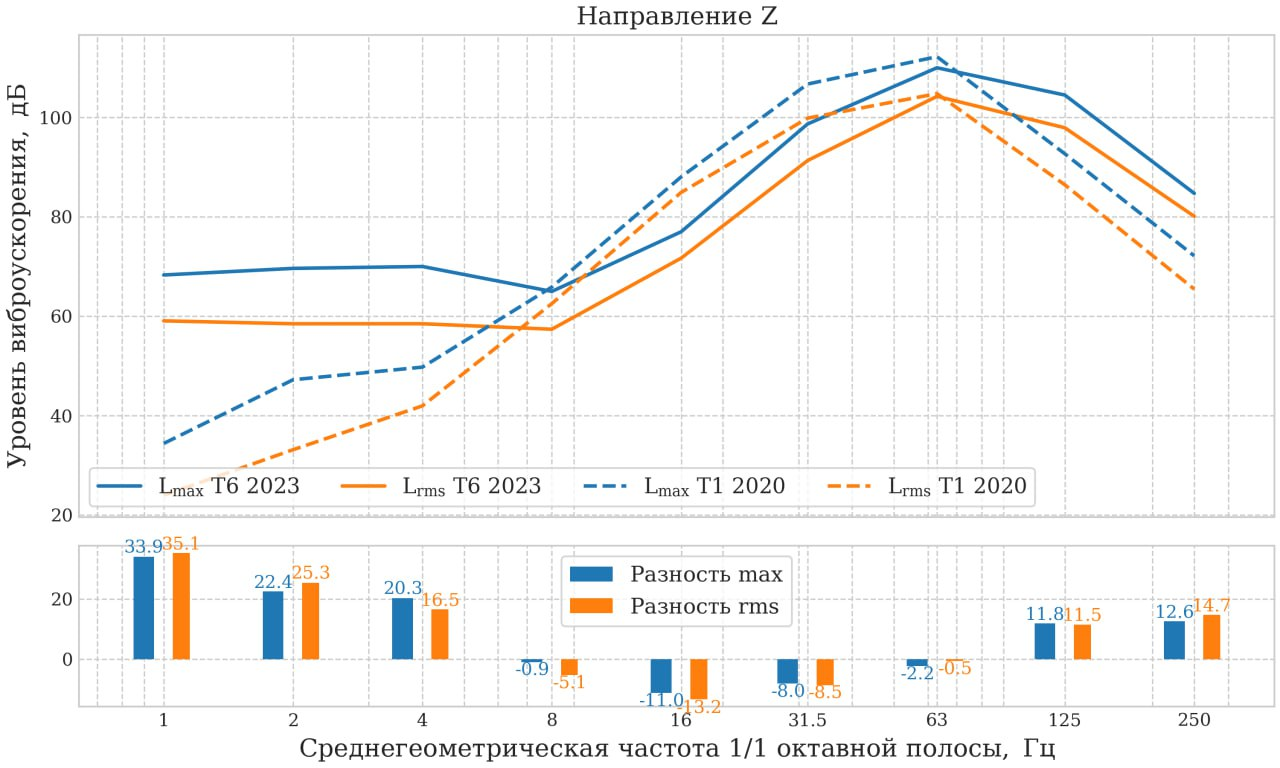 Направление Z
Уровень виброускорения, дБ
100
80
60
40
20
Lmax T6 2023 Lrms T6 2023 Lmax T1 2020 Lrms T1 2020
33.9 35.1 22.4 25.3 20.3 16.5 -0.9 -5.1 -11.0 -13.2 -8.0 -8.5 -2.2 -0.5 11.8 11.5 12.6 14.7
Разность max
Разность rms
20
0
1 2 4 8 16 31.5 63 125 250
Среднегеометрическая частота 1/1 октавной полосы, Гц